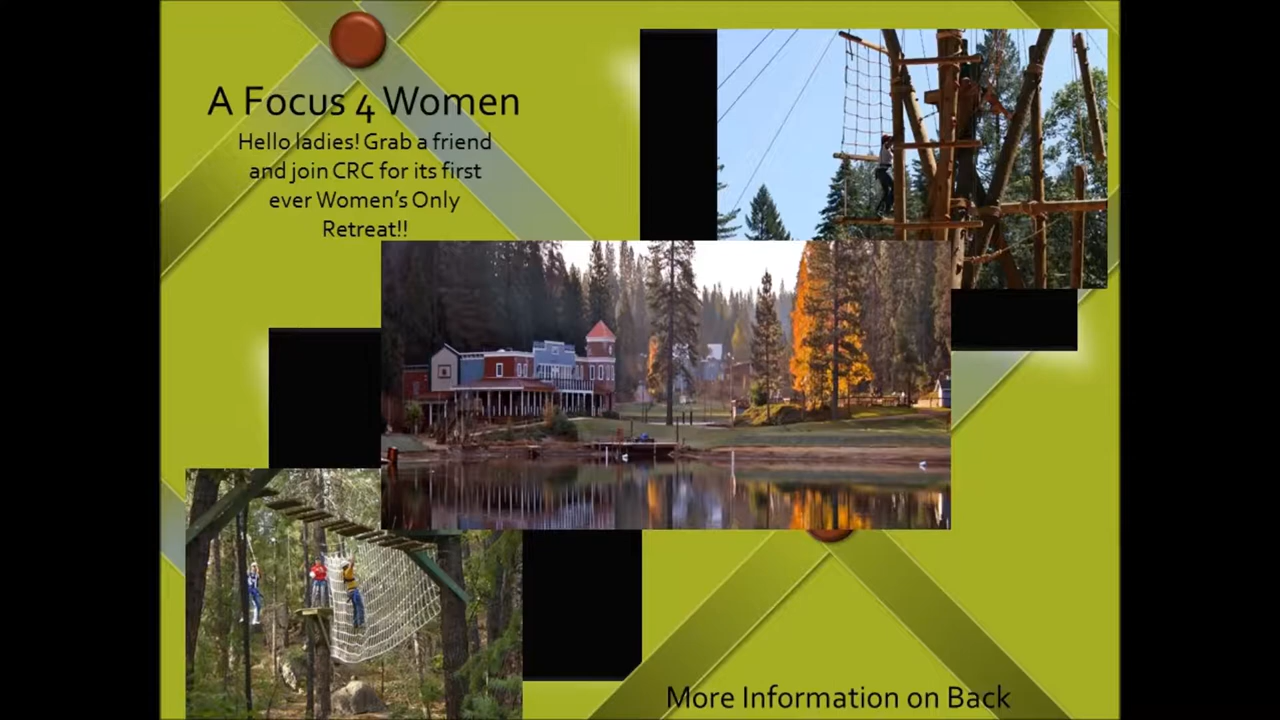 A Focus 4 Women
Hello ladies! Grab a friend
and join CRC for its first
ever Women's Only
Retreat!!
More Information on Back